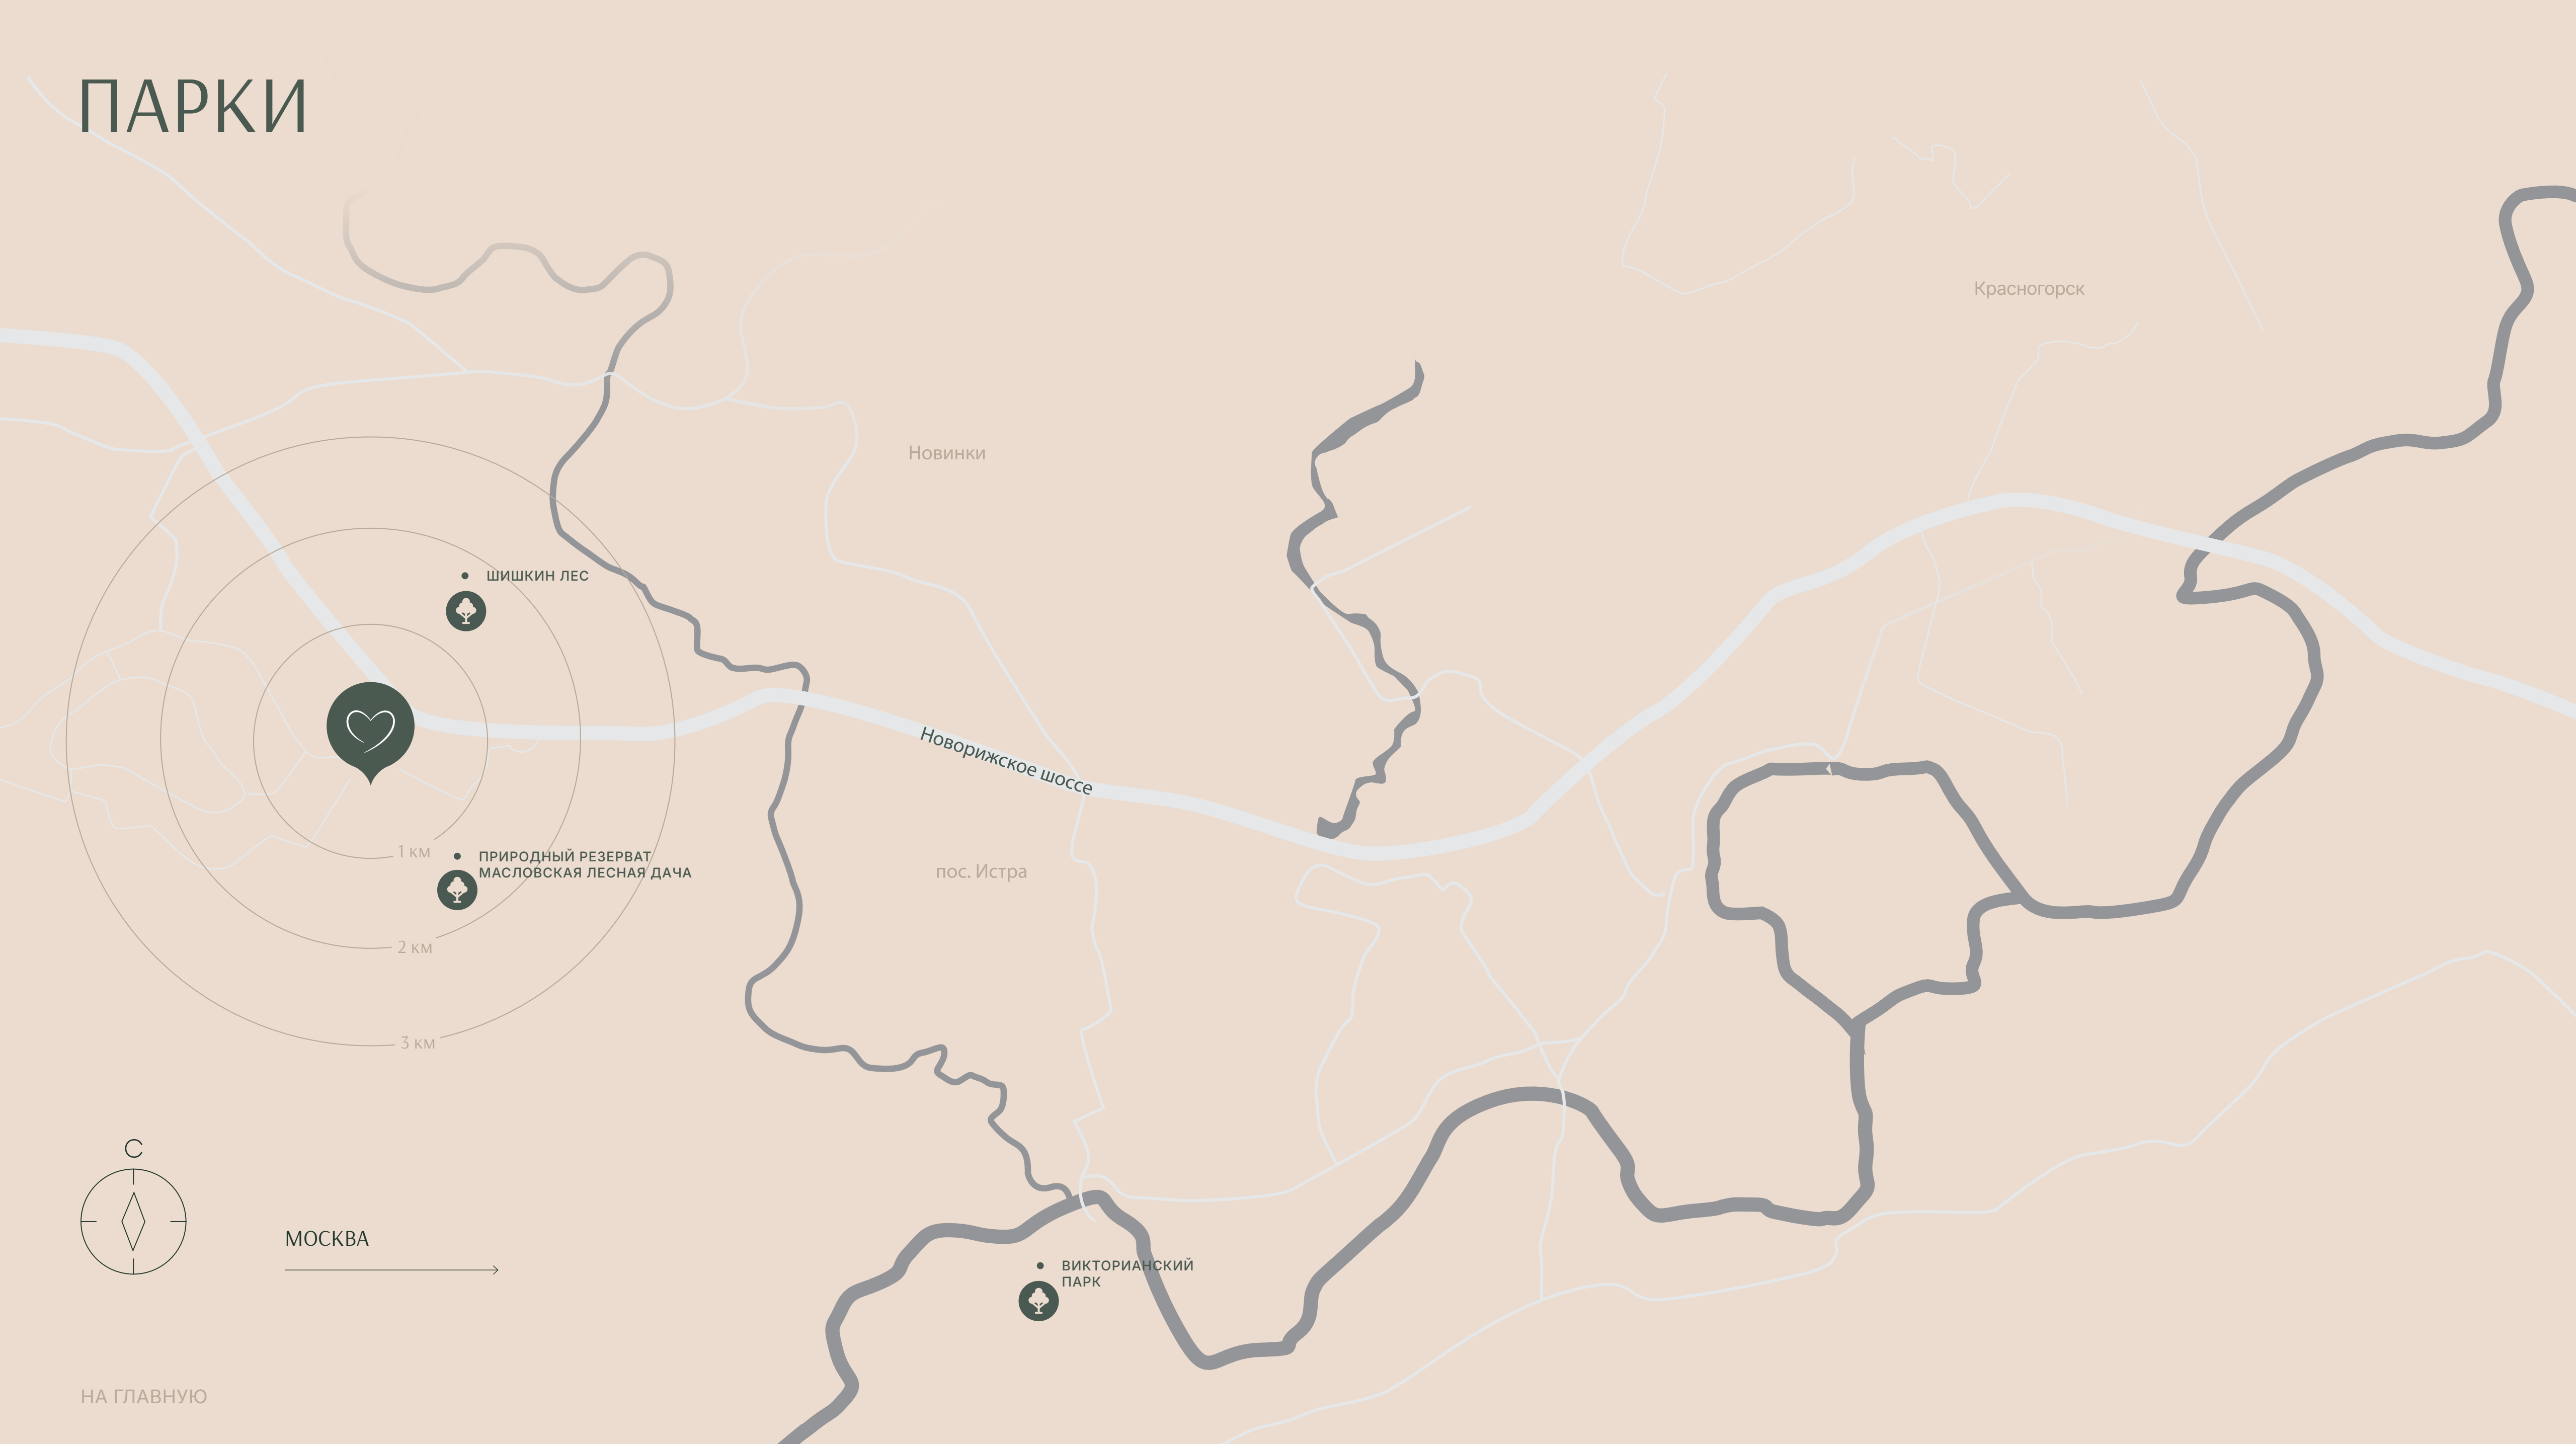 ПАРКИ
Красногорск
Новинки
ШИШКИН ЛЕС
Новорижское шоссе
1 км
ПРИРОДНЫЙ РЕЗЕРВАТ
МАСЛОВСКАЯ ЛЕСНАЯ ДАЧА
пос. Истра
2 км
3 км
С
МОСКВА
ВИКТОРИАНСКИЙ
ПАРК
НА ГЛАВНУЮ